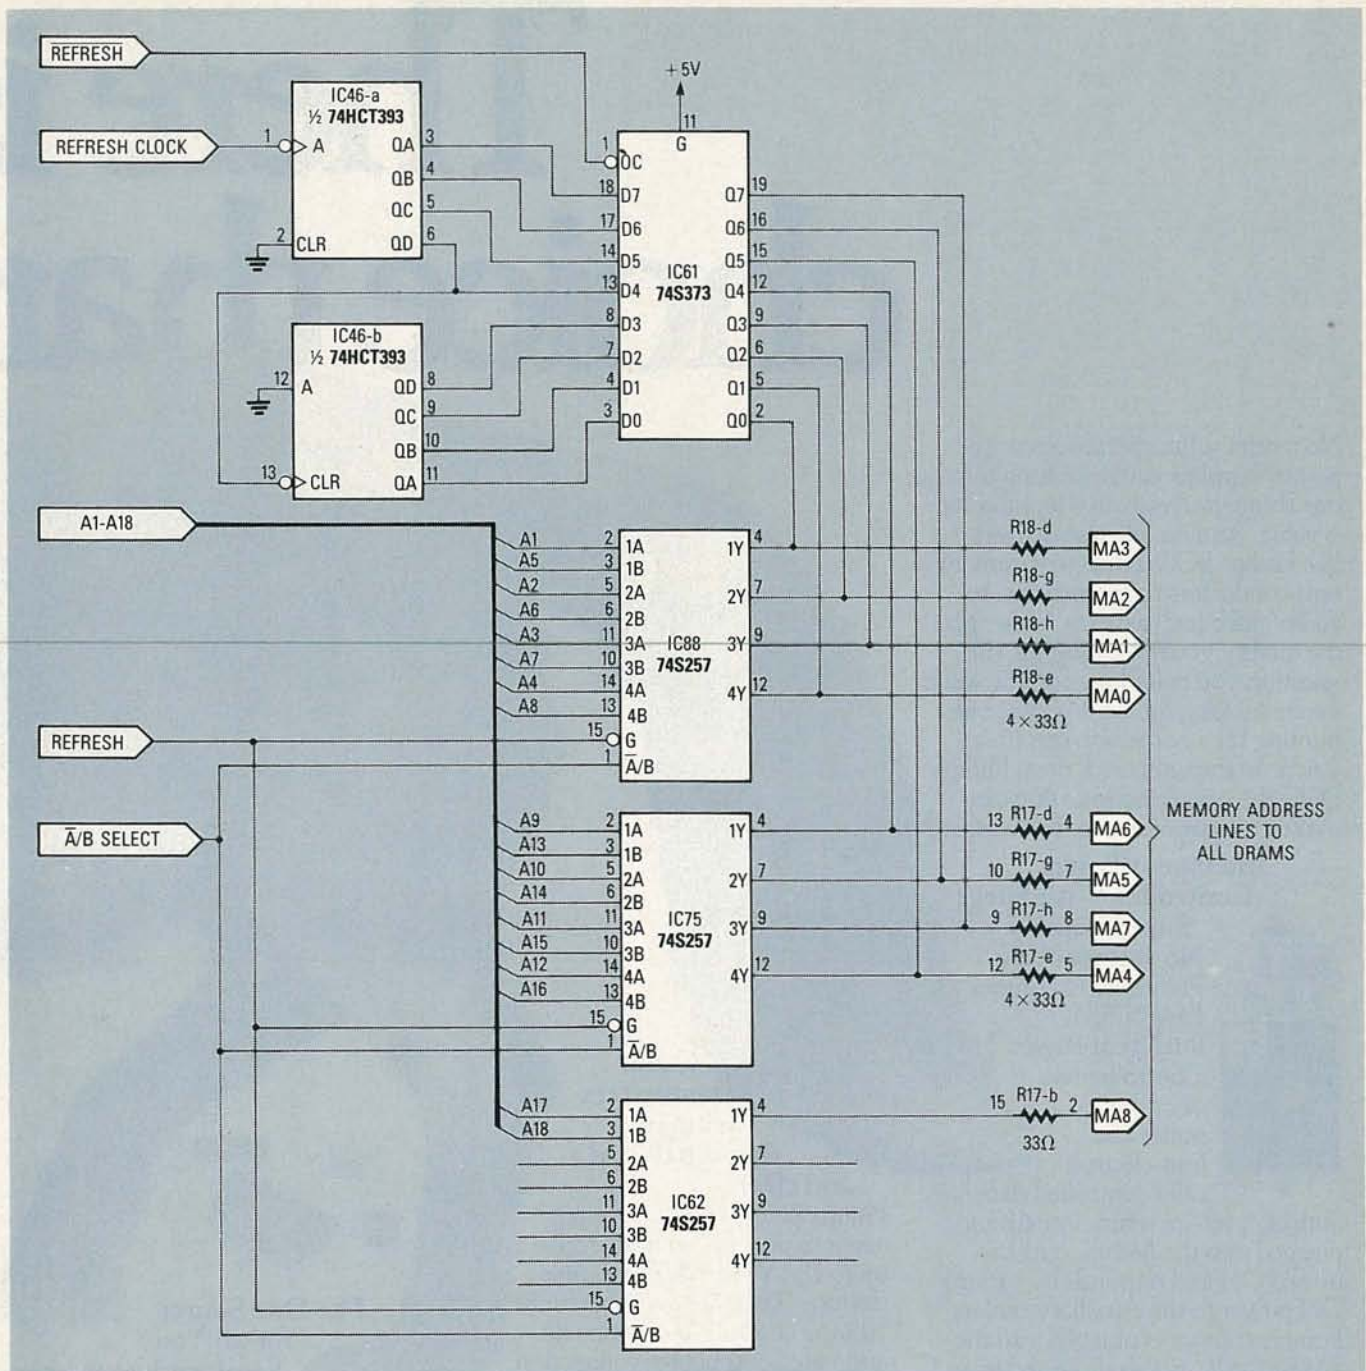 R̅E̅F̅R̅E̅S̅H̅
REFRESH CLOCK
IC46-a
½ 74HCT393
1 A QA 3
QB 4
QC 5
2 CLR QD 6
IC46-b
½ 74HCT393
12 A QD 8
QC 9
QB 10
13 CLR QA 11
+5V
11
G
1 OC
18 D7 Q7 19
17 D6 Q6 16
14 D5 Q5 15
IC61
74S373
13 D4 Q4 12
8 D3 Q3 9
7 D2 Q2 6
4 D1 Q1 5
3 D0 Q0 2
A1-A18
REFRESH
A̅/B SELECT
A1 2 1A 1Y 4
A5 3 1B
A2 5 2A 2Y 7
A6 6 2B
A3 11 3A 3Y 9
IC88
74S257
A7 10 3B
A4 14 4A 4Y 12
A8 13 4B
15 G
1 A̅/B
R18-d MA3
R18-g MA2
R18-h MA1
R18-e MA0
4×33Ω
A9 2 1A 1Y 4
A13 3 1B
A10 5 2A 2Y 7
A14 6 2B
IC75
74S257
A11 11 3A 3Y 9
A15 10 3B
A12 14 4A 4Y 12
A16 13 4B
15 G
1 A̅/B
13 R17-d 4 MA6
10 R17-g 7 MA5
9 R17-h 8 MA7
12 R17-e 5 MA4
4×33Ω
MEMORY ADDRESS
LINES TO
ALL DRAMS
A17 2 1A 1Y 4
A18 3 1B
5 2A 2Y 7
6 2B
IC62
74S257
11 3A 3Y 9
10 3B
14 4A 4Y 12
13 4B
15 G
1 A̅/B
15 R17-b 2 MA8
33Ω